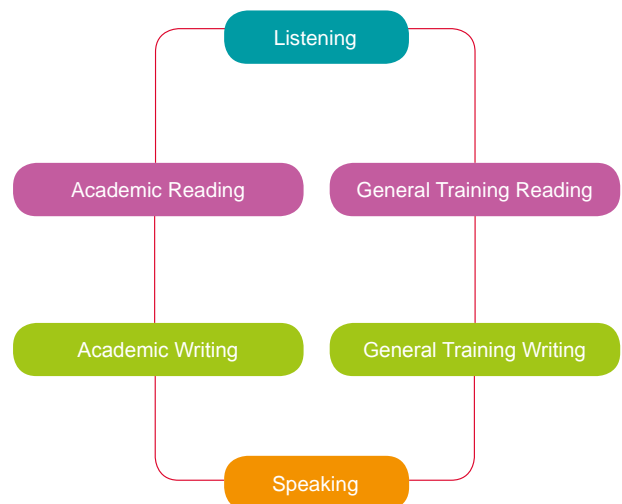 Listening
Academic Reading
General Training Reading
Academic Writing
General Training Writing
Speaking